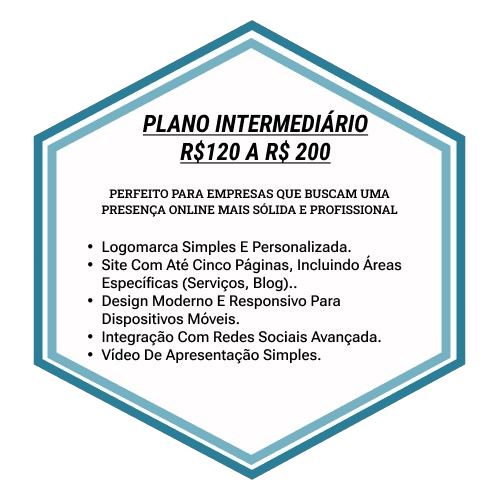 PLANO INTERMEDIÁRIO
R$120 A R$ 200
PERFEITO PARA EMPRESAS QUE BUSCAM UMA
PRESENÇA ONLINE MAIS SÓLIDA E PROFISSIONAL
• Logomarca Simples E Personalizada.
• Site Com Até Cinco Páginas, Incluindo Áreas
Específicas (Serviços, Blog)..
• Design Moderno E Responsivo Para
Dispositivos Móveis.
• Integração Com Redes Sociais Avançada.
• Vídeo De Apresentação Simples.